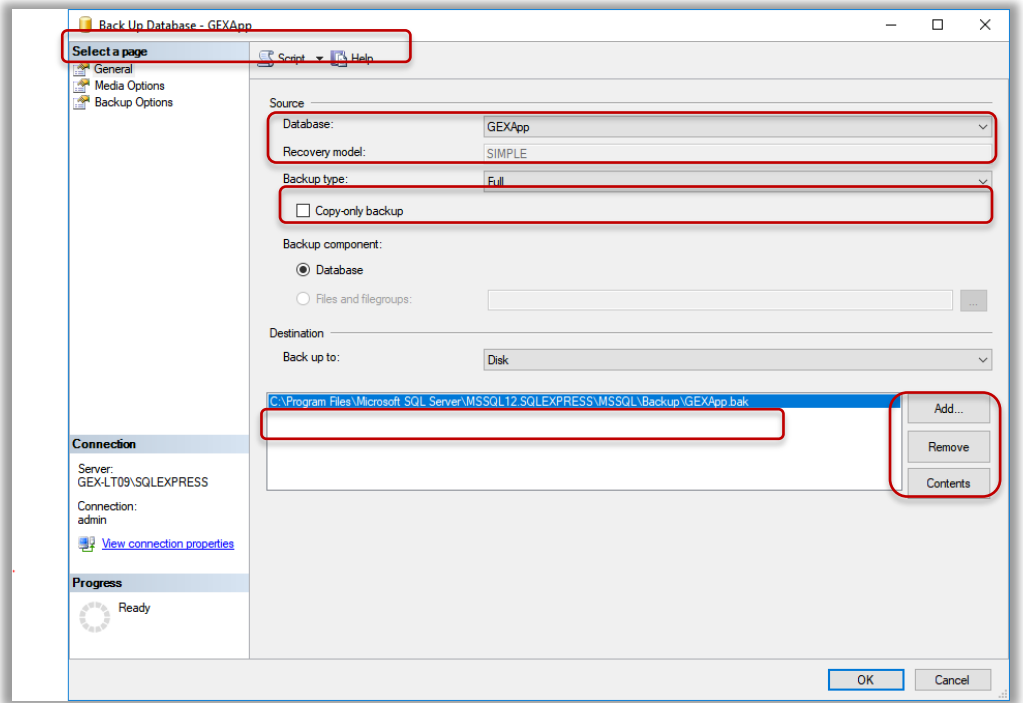 Back Up Database - GEXApp
Select a page
General
Media Options
Backup Options
Script
Help
Source
Database:
GEXApp
Recovery model:
SIMPLE
Backup type:
Full
Copy-only backup
Backup component:
Database
Files and filegroups:
...
Destination
Back up to:
Disk
C:\Program Files\Microsoft SQL Server\MSSQL12.SQLEXPRESS\MSSQL\Backup\GEXApp.bak
Add...
Remove
Contents
Connection
Server:
GEX-LT09\SQLEXPRESS
Connection:
admin
View connection properties
Progress
Ready
OK
Cancel